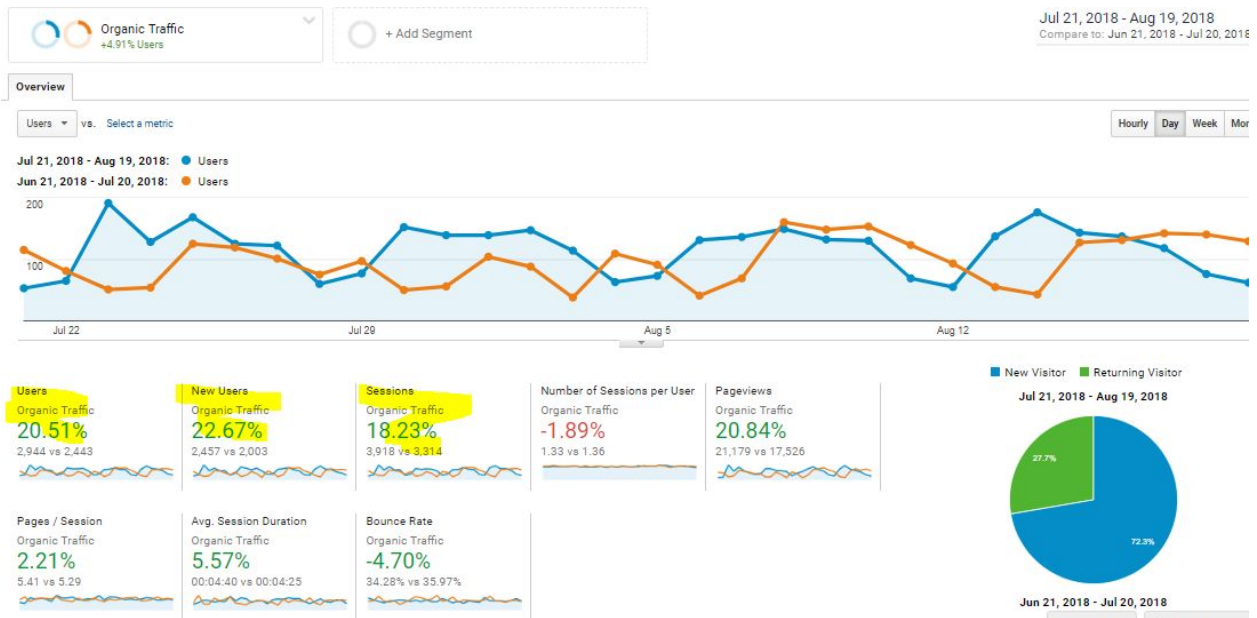 Organic Traffic
+4.91% Users
+ Add Segment
Jul 21, 2018 - Aug 19, 2018
Compare to: Jun 21, 2018 - Jul 20, 2018
Overview
Users vs. Select a metric
Hourly Day Week
Jul 21, 2018 - Aug 19, 2018: Users
Jun 21, 2018 - Jul 20, 2018: Users
200
100
Jul 22 Jul 29 Aug 5 Aug 12
Users New Users Sessions Number of Sessions per User Pageviews
Organic Traffic Organic Traffic Organic Traffic Organic Traffic Organic Traffic
20.51% 22.67% 18.23% -1.89% 20.84%
2,944 vs 2,443 2,457 vs 2,003 3,918 vs 3,314 1.33 vs 1.36 21,179 vs 17,526
Pages / Session Avg. Session Duration Bounce Rate
Organic Traffic Organic Traffic Organic Traffic
2.21% 5.57% -4.70%
5.41 vs 5.29 00:04:40 vs 00:04:25 34.28% vs 35.97%
New Visitor Returning Visitor
Jul 21, 2018 - Aug 19, 2018
27.7%
72.3%
Jun 21, 2018 - Jul 20, 2018